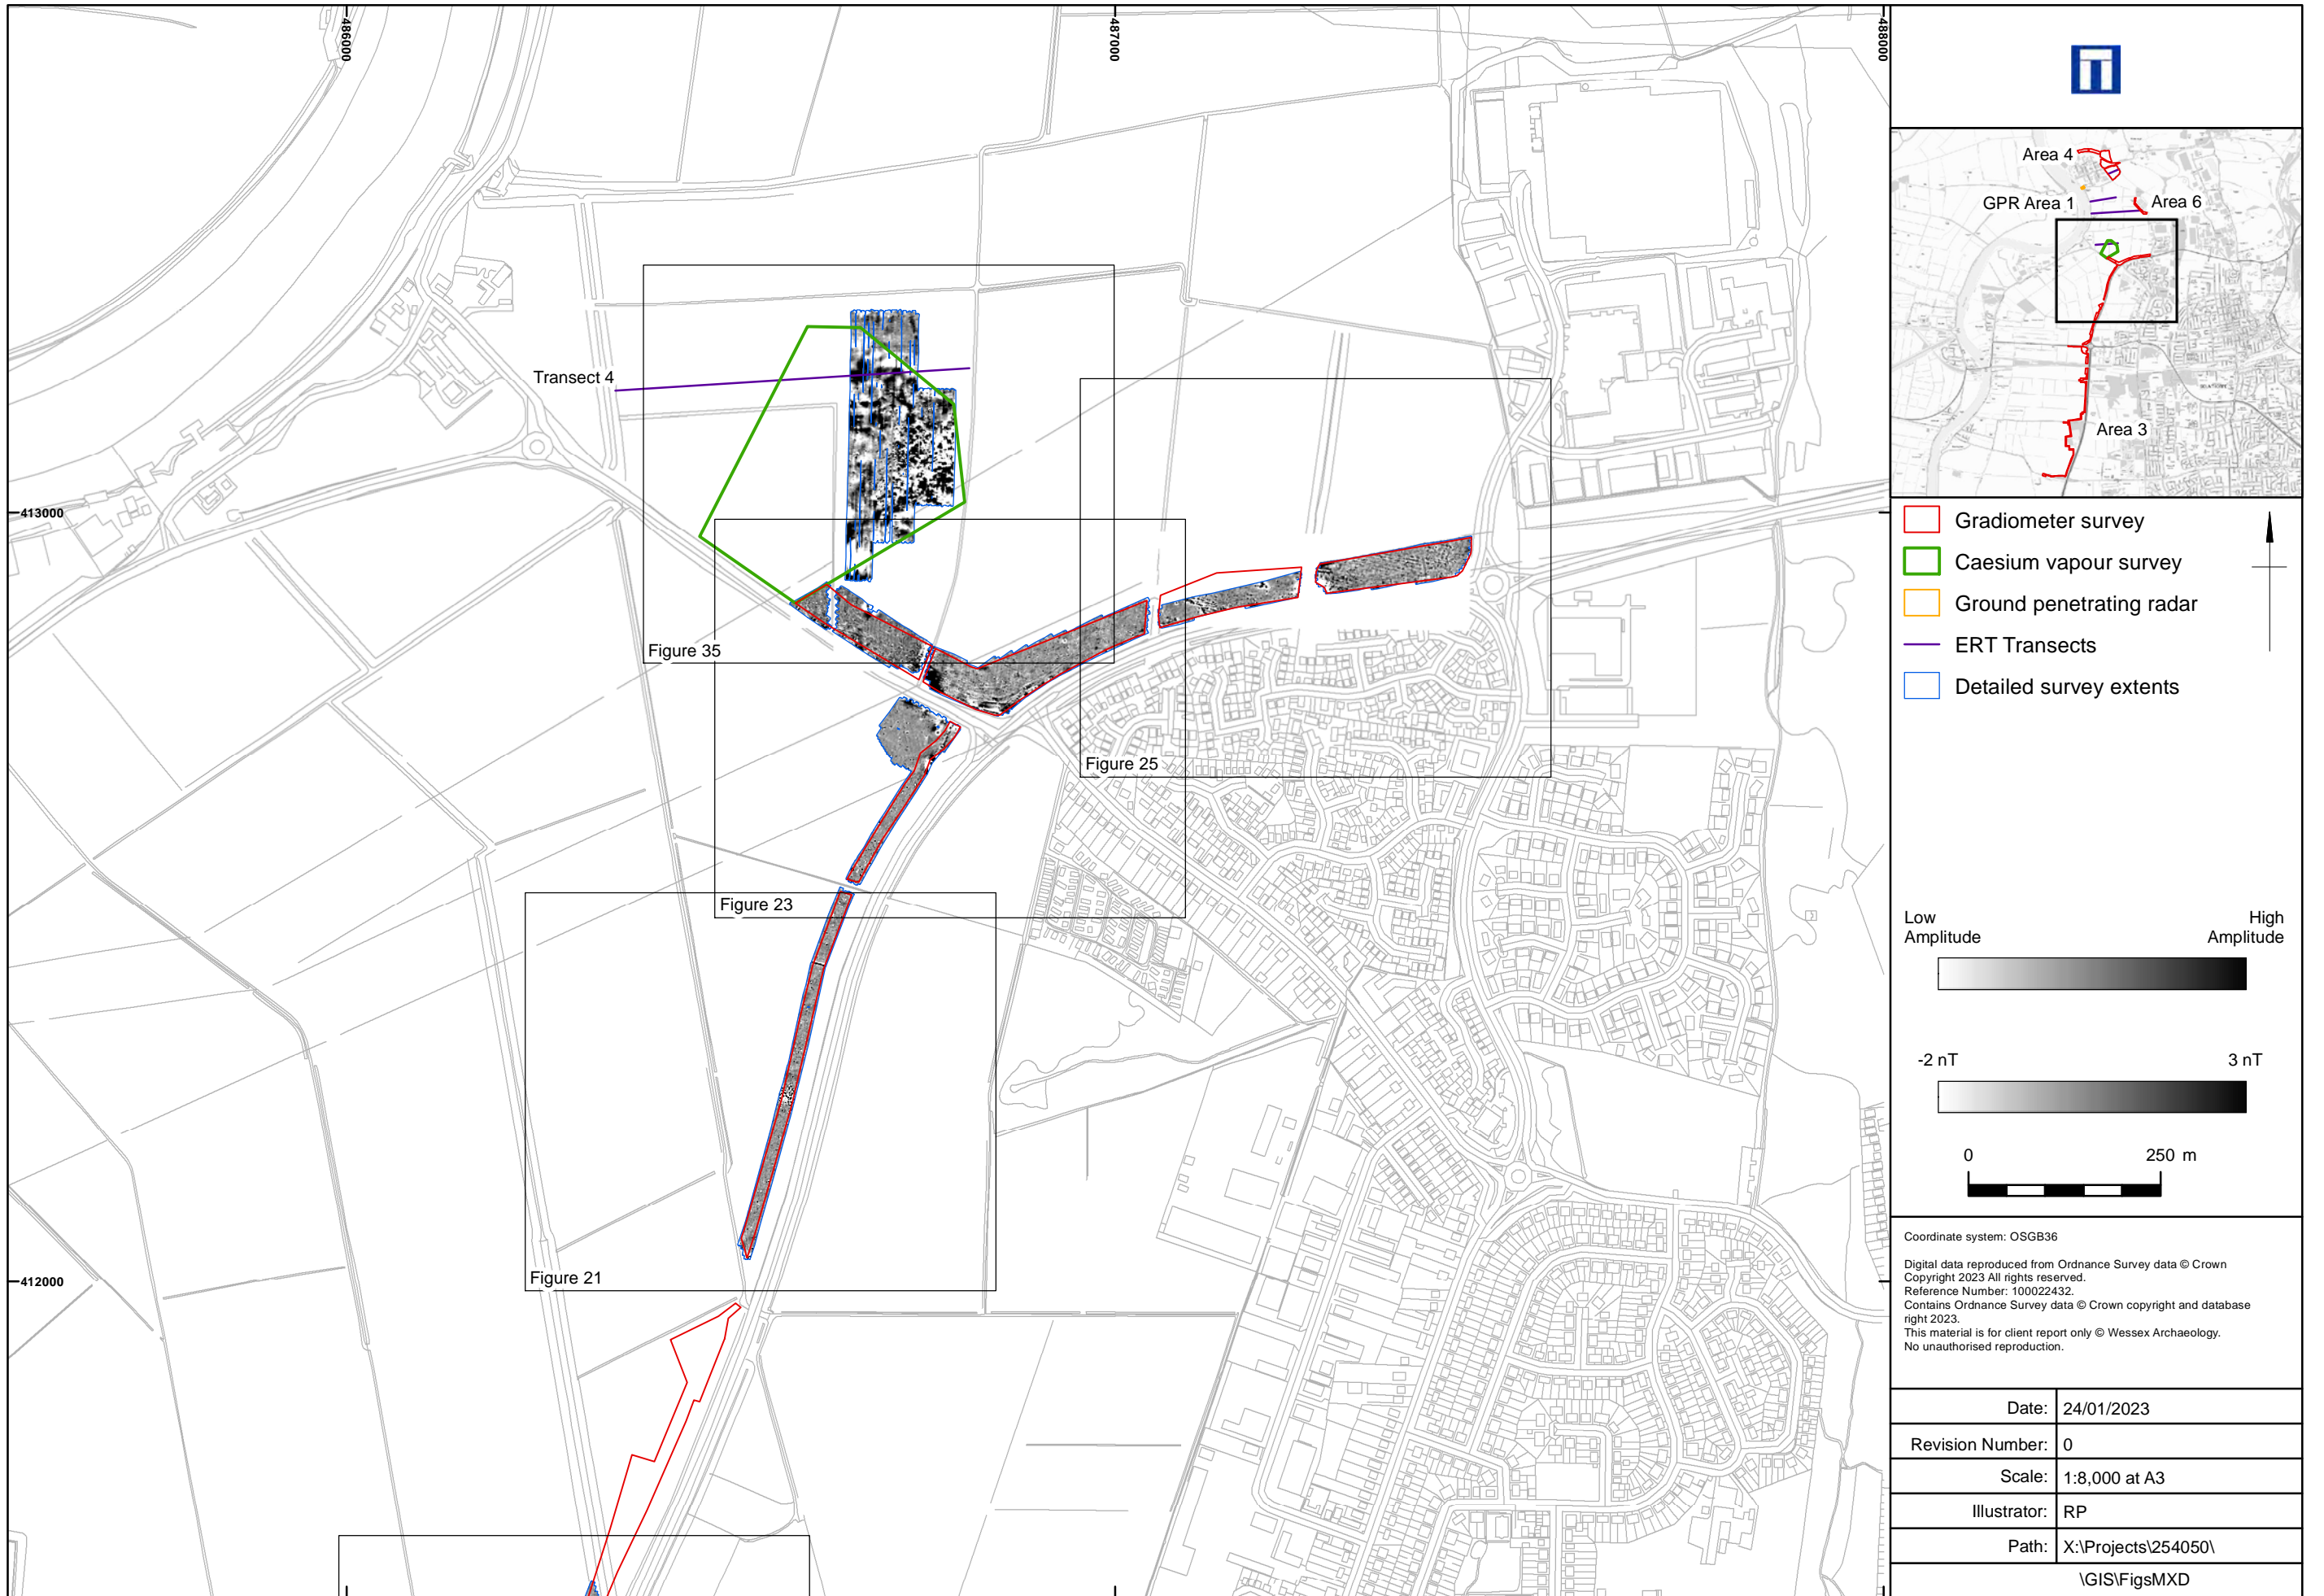 486000
487000
488000
413000
412000
Transect 4
Figure 35
Figure 25
Figure 23
Figure 21
Area 4
GPR Area 1
Area 6
Area 3
Gradiometer survey
Caesium vapour survey
Ground penetrating radar
ERT Transects
Detailed survey extents
Low Amplitude
High Amplitude
-2 nT
3 nT
0
250 m
Coordinate system: OSGB36
Digital data reproduced from Ordnance Survey data © Crown
Copyright 2023 All rights reserved.
Reference Number: 100022432.
Contains Ordnance Survey data © Crown copyright and database
right 2023.
This material is for client report only © Wessex Archaeology.
No unauthorised reproduction.
Date: 24/01/2023
Revision Number: 0
Scale: 1:8,000 at A3
Illustrator: RP
Path: X:\Projects\254050\
\GIS\FigsMXD